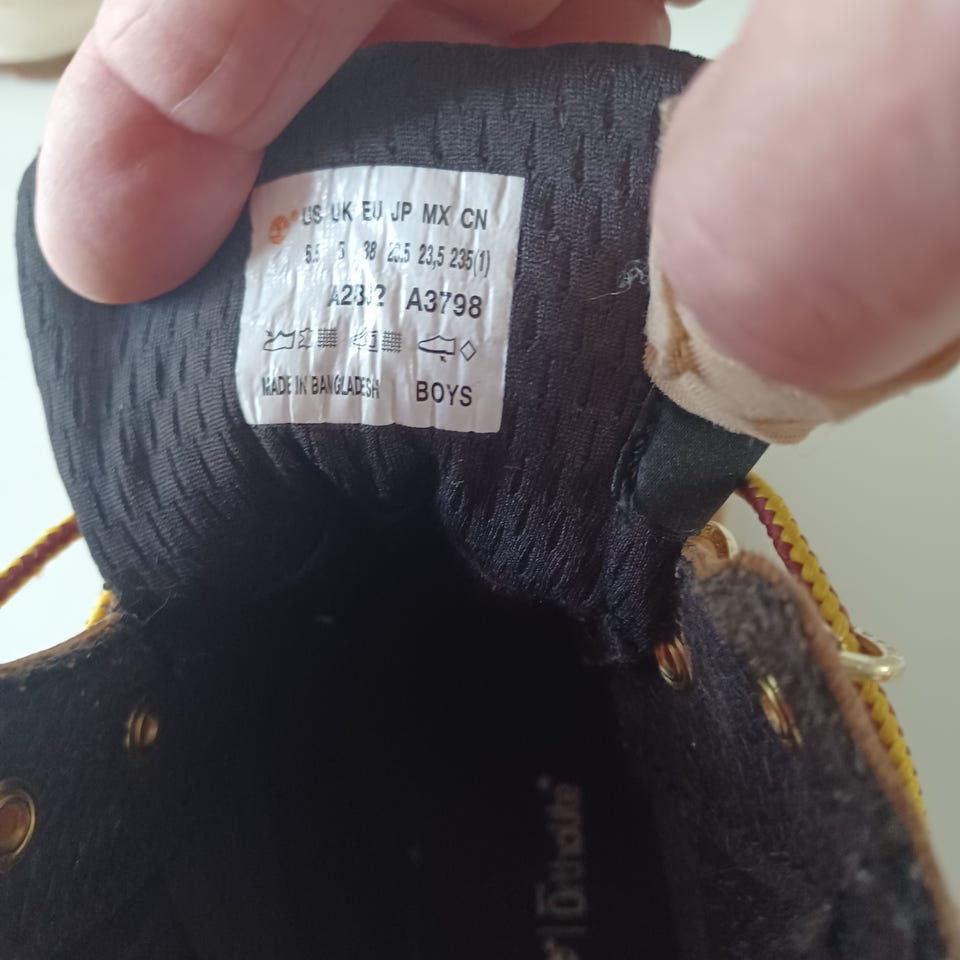 US UK EU JP MX CN
5.5 5 38 23.5 23,5 235(1)
A3798
MADE IN BANGLADESH BOYS
Ortholite